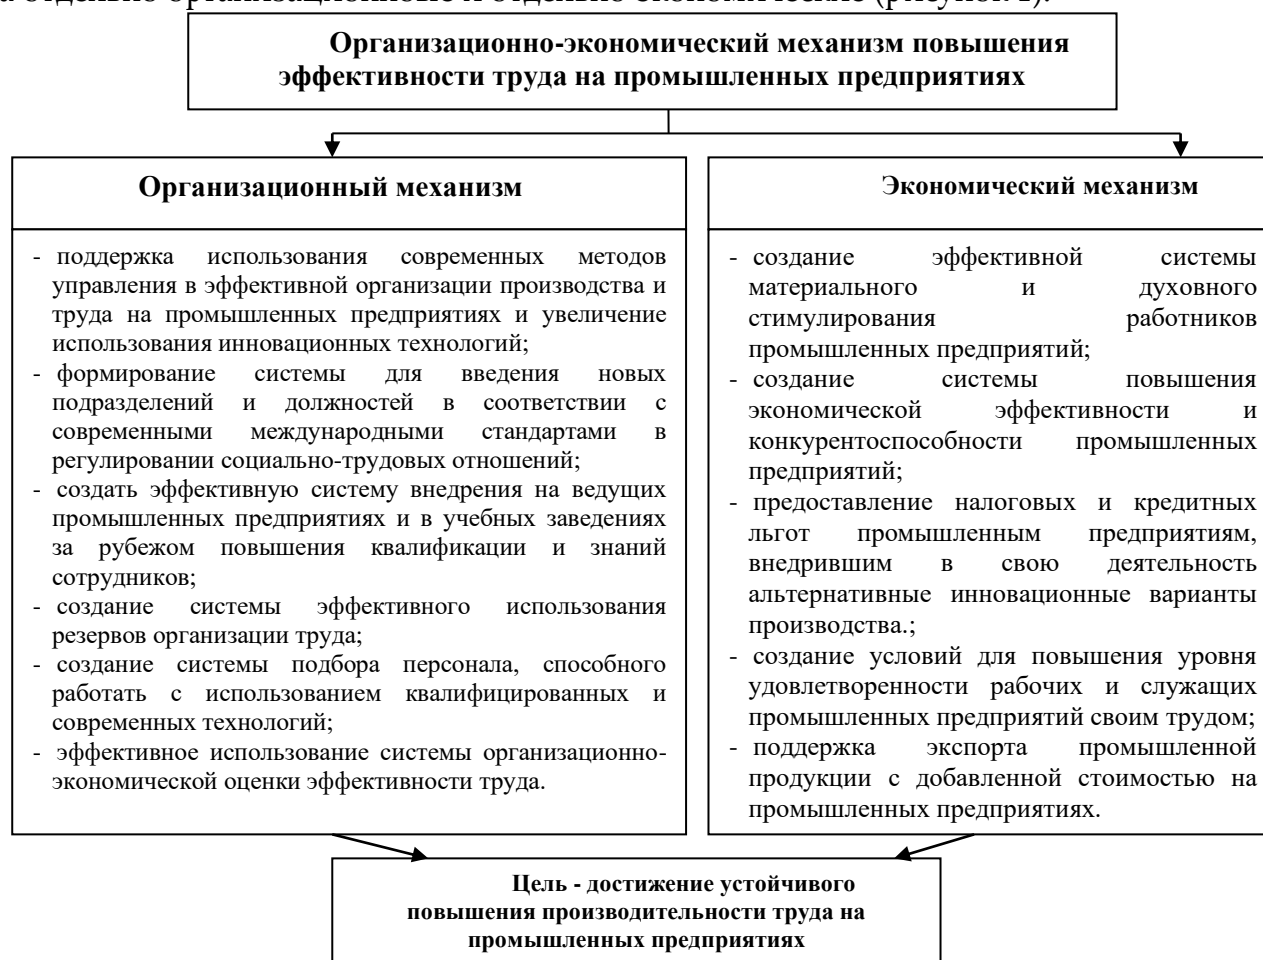 а отдельно организационные и отдельно экономические (рисунок 1).
Организационно-экономический механизм повышения
эффективности труда на промышленных предприятиях
Организационный механизм
- поддержка использования современных методов
управления в эффективной организации производства и
труда на промышленных предприятиях и увеличение
использования инновационных технологий;
- формирование системы для введения новых
подразделений и должностей в соответствии с
современными международными стандартами в
регулировании социально-трудовых отношений;
- создать эффективную систему внедрения на ведущих
промышленных предприятиях и в учебных заведениях
за рубежом повышения квалификации и знаний
сотрудников;
- создание системы эффективного использования
резервов организации труда;
- создание системы подбора персонала, способного
работать с использованием квалифицированных и
современных технологий;
- эффективное использование системы организационно-
экономической оценки эффективности труда.
Экономический механизм
- создание эффективной системы
материального и духовного
стимулирования работников
промышленных предприятий;
- создание системы повышения
экономической эффективности и
конкурентоспособности промышленных
предприятий;
- предоставление налоговых и кредитных
льгот промышленным предприятиям,
внедрившим в свою деятельность
альтернативные инновационные варианты
производства.;
- создание условий для повышения уровня
удовлетворенности рабочих и служащих
промышленных предприятий своим трудом;
- поддержка экспорта промышленной
продукции с добавленной стоимостью на
промышленных предприятиях.
Цель - достижение устойчивого
повышения производительности труда на
промышленных предприятиях